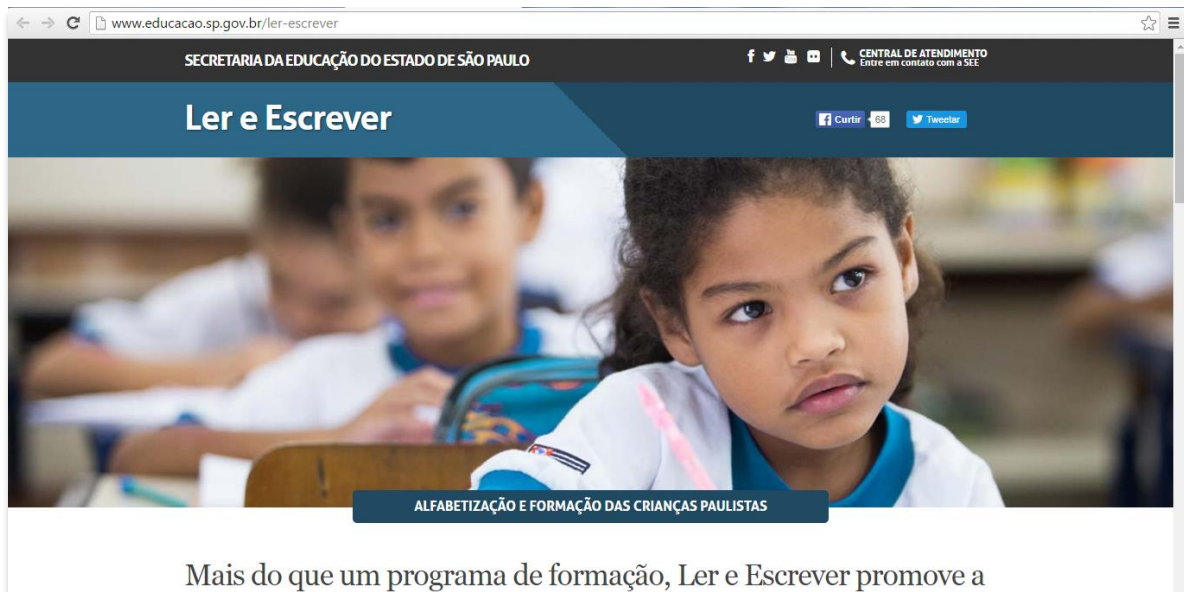 www.educacao.sp.gov.br/ler-escrever
SECRETARIA DA EDUCAÇÃO DO ESTADO DE SÃO PAULO
CENTRAL DE ATENDIMENTO
Entre em contato com a SEE
Ler e Escrever
Curtir 68 Tweetar
ALFABETIZAÇÃO E FORMAÇÃO DAS CRIANÇAS PAULISTAS
Mais do que um programa de formação, Ler e Escrever promove a